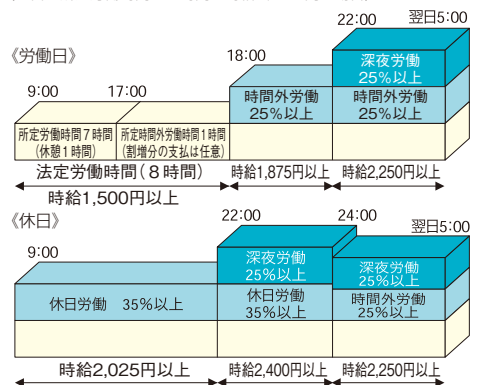 22:00 翌日5:00
《労働日》
18:00
深夜労働
25%以上
9:00 17:00
時間外労働
25%以上
時間外労働
25%以上
所定労働時間7時間
(休憩1時間)
所定時間外労働時間1時間
(割増分の支払は任意)
法定労働時間(8時間)
時給1,875円以上 時給2,250円以上
時給1,500円以上
《休日》
22:00 24:00 翌日5:00
9:00
深夜労働
25%以上
深夜労働
25%以上
休日労働 35%以上
休日労働
35%以上
時間外労働
25%以上
時給2,025円以上 時給2,400円以上 時給2,250円以上